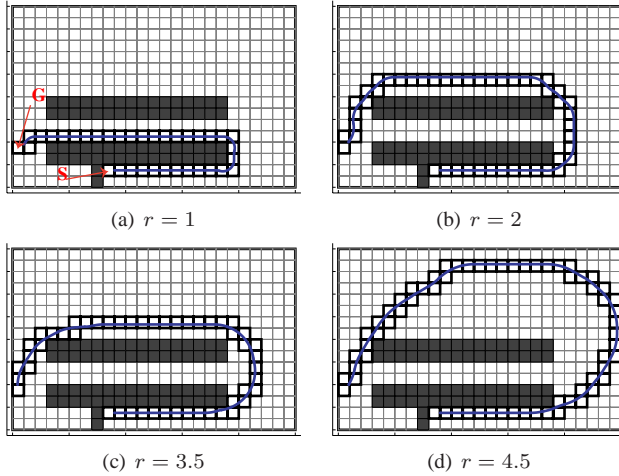 G
S
(a) r = 1
(b) r = 2
(c) r = 3.5
(d) r = 4.5